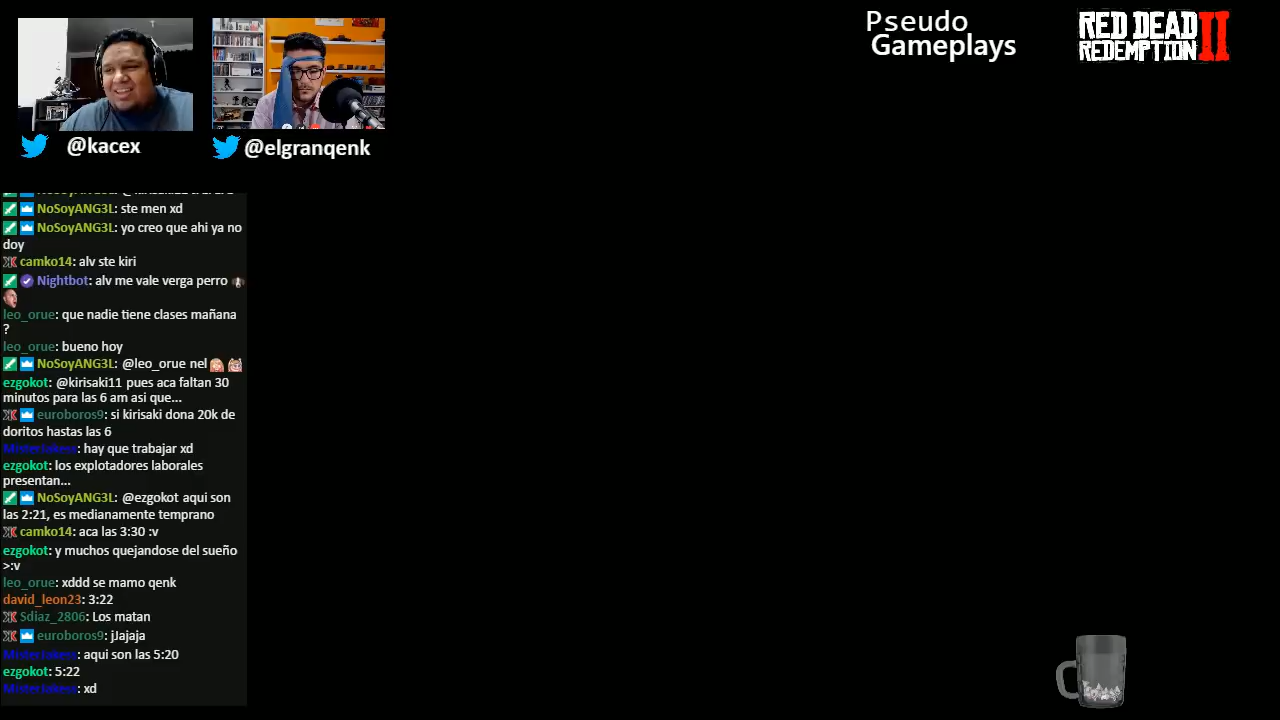 Pseudo
Gameplays
RED DEAD
REDEMPTION II
@kacex
@elgranqenk
NoSoyANG3L: ste men xd
NoSoyANG3L: yo creo que ahi ya no
doy
camko14: alv ste kiri
Nightbot: alv me vale verga perro
leo_orue: que nadie tiene clases mañana
?
leo_orue: bueno hoy
NoSoyANG3L: @leo_orue nel
ezgokot: @kirisaki11 pues aca faltan 30
minutos para las 6 am asi que...
euroboros9: si kirisaki dona 20k de
doritos hastas las 6
hay que trabajar xd
ezgokot: los explotadores laborales
presentan...
NoSoyANG3L: @ezgokot aqui son
las 2:21, es medianamente temprano
camko14: aca las 3:30 :v
ezgokot: y muchos quejandose del sueño
>:v
leo_orue: xddd se mamo qenk
david_leon23: 3:22
Sdiaz_2806: Los matan
euroboros9: jJajaja
aqui son las 5:20
ezgokot: 5:22
xd